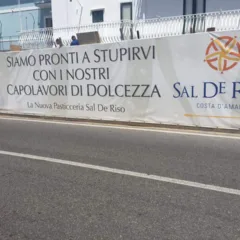 SIAMO PRONTI A STUPIRVI
CON I NOSTRI
CAPOLAVORI DI DOLCEZZA
La Nuova Pasticceria Sal De Riso
SAL DE R
COSTA D'AMA